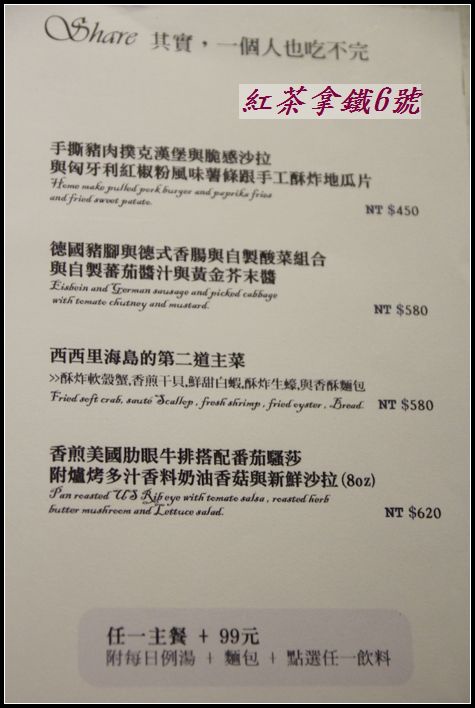 Share 其實，一個人也吃不完
紅茶拿鐵6號
手撕豬肉撲克漢堡與脆感沙拉
與匈牙利紅椒粉風味薯條跟手工酥炸地瓜片
Home make pulled pork burger and paprika fries
and fried sweet patato.
NT $450
德國豬腳與德式香腸與自製酸菜組合
與自製蕃茄醬汁與黃金芥末醬
Eisbein and German sausage and picked cabbage
with tomato chutney and mustard.
NT $580
西西里海島的第二道主菜
>>酥炸軟殼蟹,香煎干貝,鮮甜白蝦,酥炸生蠔,與香酥麵包
Fried soft crab, sauté Scallop , fresh shrimp , fried oyster , Bread. NT $580
香煎美國肋眼牛排搭配番茄騷莎
附爐烤多汁香料奶油香菇與新鮮沙拉(8oz)
Pan roasted US Rib eye with tomato salsa , roasted herb
butter mushroom and Lettuce salad.
NT $620
任一主餐 + 99元
附每日例湯 + 麵包 + 點選任一飲料